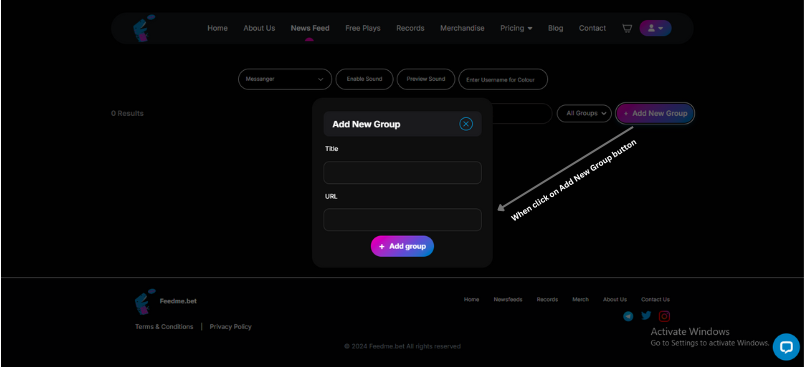 Home About Us News Feed Free Plays Records Merchandise Pricing Blog Contact
Messanger Enable Sound Preview Sound Enter Username for Colour
0 Results All Groups + Add New Group
Add New Group
Title
When click on Add New Group button
URL
+ Add group
Feedme.bet Home Newsfeeds Records Merch About Us Contact Us
Terms & Conditions | Privacy Policy
Activate Windows
Go to Settings to activate Windows.
© 2024 Feedme.bet All rights reserved